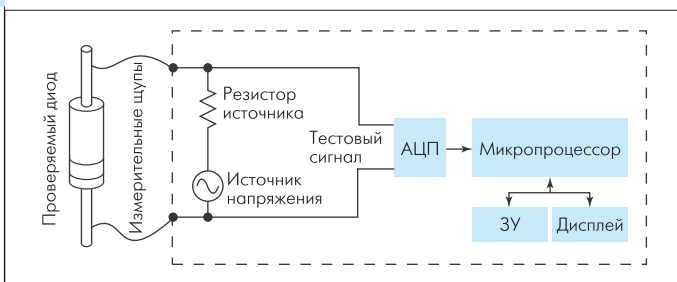 Проверяемый диод
Измерительные щупы
Резистор
источника
Источник
напряжения
Тестовый
сигнал
АЦП
Микропроцессор
ЗУ
Дисплей